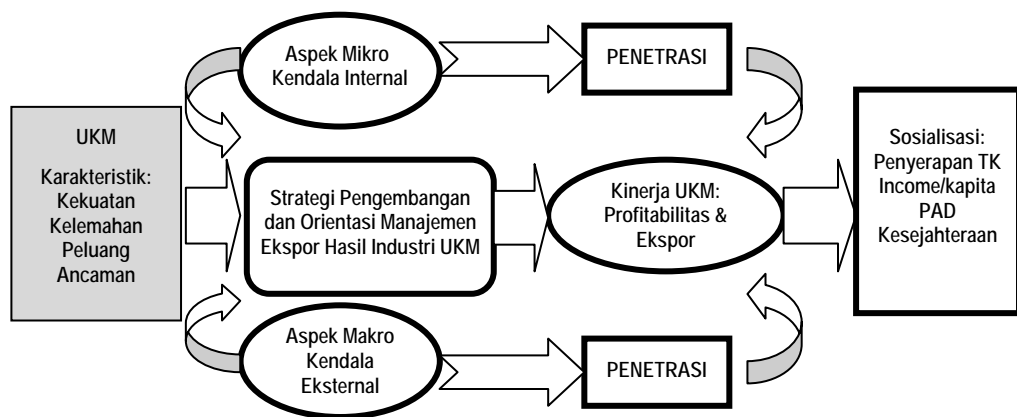 UKM
Karakteristik:
Kekuatan
Kelemahan
Peluang
Ancaman
Aspek Mikro
Kendala Internal
PENETRASI
Strategi Pengembangan
dan Orientasi Manajemen
Ekspor Hasil Industri UKM
Kinerja UKM:
Profitabilitas &
Ekspor
Aspek Makro
Kendala
Eksternal
PENETRASI
Sosialisasi:
Penyerapan TK
Income/kapita
PAD
Kesejahteraan